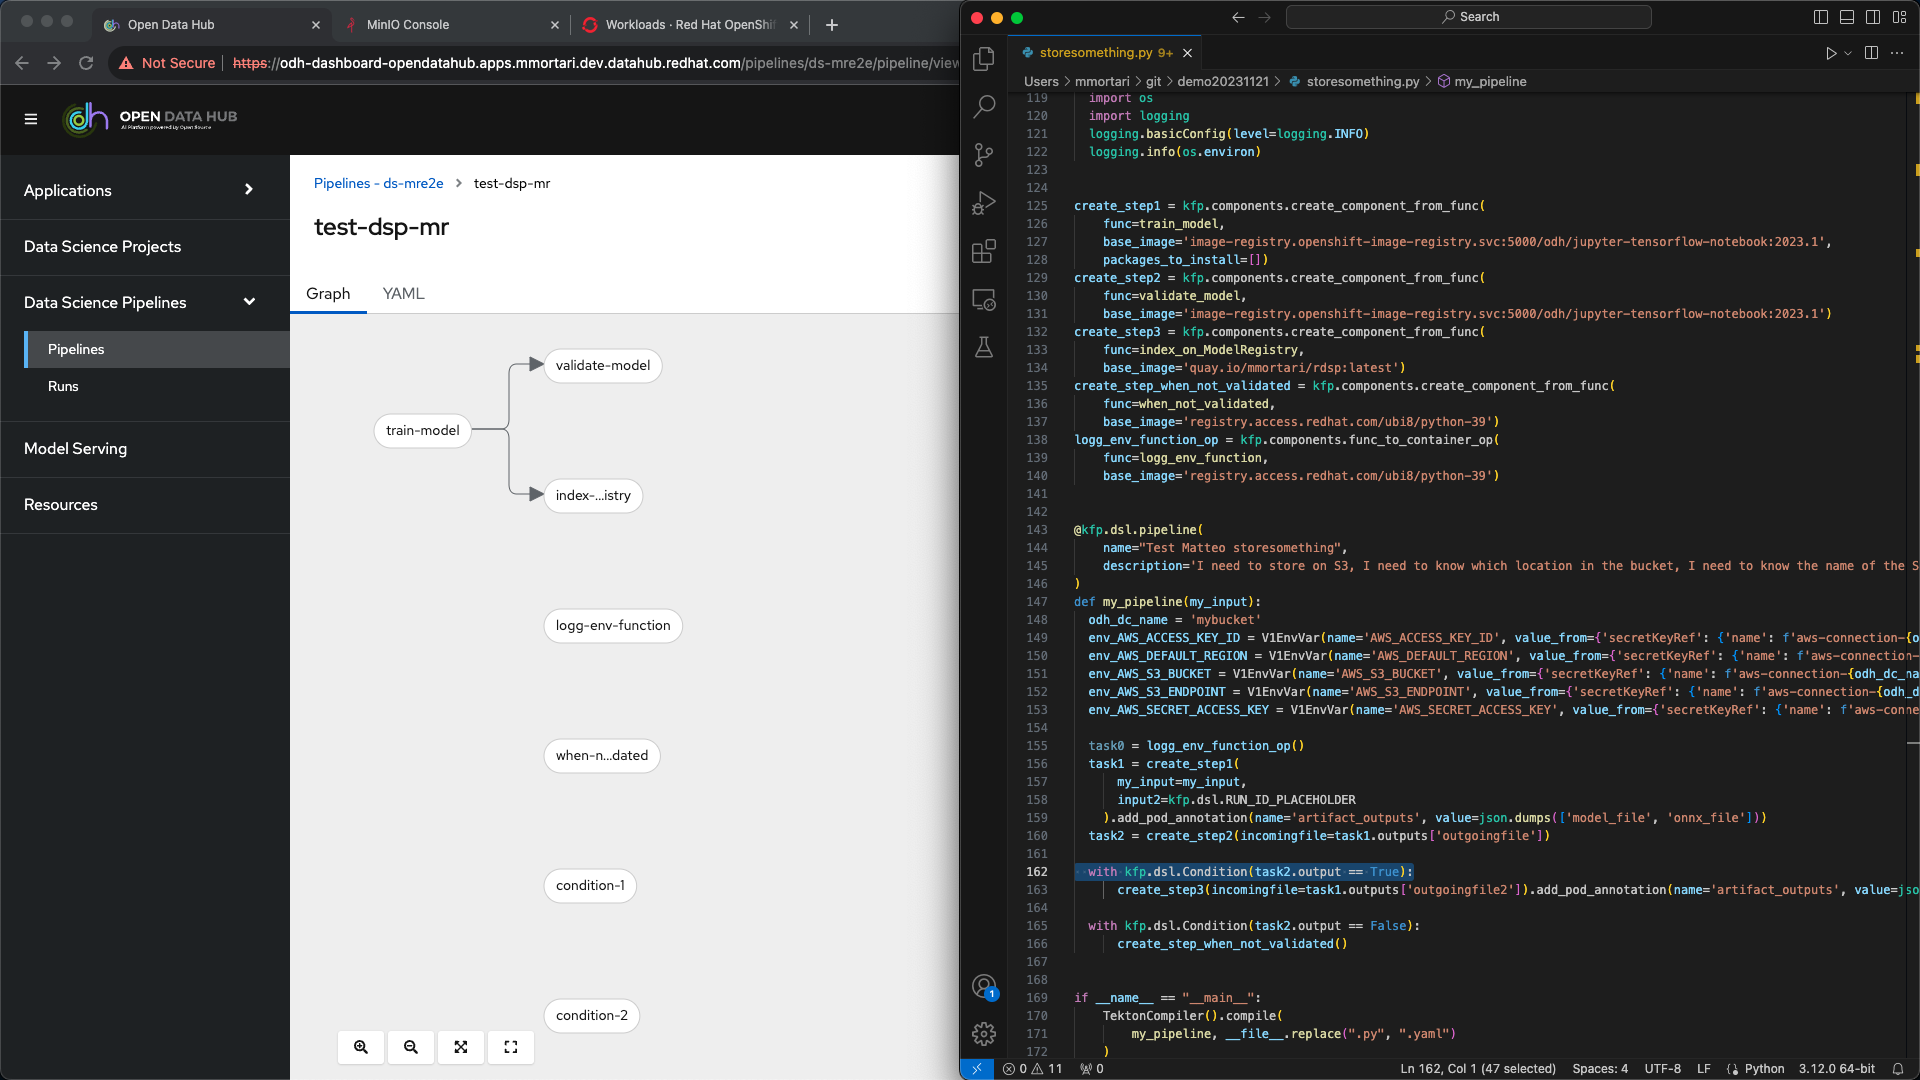 Open Data Hub
MinIO Console
Workloads · Red Hat OpenShif
Not Secure
https://odh-dashboard-opendatahub.apps.mmortari.dev.datahub.redhat.com/pipelines/ds-mre2e/pipeline/view
OPEN DATA HUB
AI Platform powered by Open Source
Applications
Data Science Projects
Data Science Pipelines
Pipelines
Runs
Model Serving
Resources
Pipelines - ds-mre2e > test-dsp-mr
test-dsp-mr
Graph YAML
validate-model
train-model
index-...istry
logg-env-function
when-n...dated
condition-1
condition-2
Search
storesomething.py 9+
Users > mmortari > git > demo20231121 > storesomething.py > my_pipeline
119 import os
120 import logging
121 logging.basicConfig(level=logging.INFO)
122 logging.info(os.environ)
123
124
125 create_step1 = kfp.components.create_component_from_func(
126 func=train_model,
127 base_image='image-registry.openshift-image-registry.svc:5000/odh/jupyter-tensorflow-notebook:2023.1',
128 packages_to_install=[])
129 create_step2 = kfp.components.create_component_from_func(
130 func=validate_model,
131 base_image='image-registry.openshift-image-registry.svc:5000/odh/jupyter-tensorflow-notebook:2023.1')
132 create_step3 = kfp.components.create_component_from_func(
133 func=index_on_ModelRegistry,
134 base_image='quay.io/mmortari/rdsp:latest')
135 create_step_when_not_validated = kfp.components.create_component_from_func(
136 func=when_not_validated,
137 base_image='registry.access.redhat.com/ubi8/python-39')
138 logg_env_function_op = kfp.components.func_to_container_op(
139 func=logg_env_function,
140 base_image='registry.access.redhat.com/ubi8/python-39')
141
142
143 @kfp.dsl.pipeline(
144 name="Test Matteo storesomething",
145 description='I need to store on S3, I need to know which location in the bucket, I need to know the name of the S
146 )
147 def my_pipeline(my_input):
148 odh_dc_name = 'mybucket'
149 env_AWS_ACCESS_KEY_ID = V1EnvVar(name='AWS_ACCESS_KEY_ID', value_from={'secretKeyRef': {'name': f'aws-connection-{o
150 env_AWS_DEFAULT_REGION = V1EnvVar(name='AWS_DEFAULT_REGION', value_from={'secretKeyRef': {'name': f'aws-connection-
151 env_AWS_S3_BUCKET = V1EnvVar(name='AWS_S3_BUCKET', value_from={'secretKeyRef': {'name': f'aws-connection-{odh_dc_na
152 env_AWS_S3_ENDPOINT = V1EnvVar(name='AWS_S3_ENDPOINT', value_from={'secretKeyRef': {'name': f'aws-connection-{odh_d
153 env_AWS_SECRET_ACCESS_KEY = V1EnvVar(name='AWS_SECRET_ACCESS_KEY', value_from={'secretKeyRef': {'name': f'aws-conne
154
155 task0 = logg_env_function_op()
156 task1 = create_step1(
157 my_input=my_input,
158 input2=kfp.dsl.RUN_ID_PLACEHOLDER
159 ).add_pod_annotation(name='artifact_outputs', value=json.dumps(['model_file', 'onnx_file']))
160 task2 = create_step2(incomingfile=task1.outputs['outgoingfile'])
161
162 with kfp.dsl.Condition(task2.output == True):
163 create_step3(incomingfile=task1.outputs['outgoingfile2']).add_pod_annotation(name='artifact_outputs', value=jso
164
165 with kfp.dsl.Condition(task2.output == False):
166 create_step_when_not_validated()
167
168
169 if __name__ == "__main__":
170 TektonCompiler().compile(
171 my_pipeline, __file__.replace(".py", ".yaml")
172 )
1
0 11 0 Ln 162, Col 1 (47 selected) Spaces: 4 UTF-8 LF Python 3.12.0 64-bit